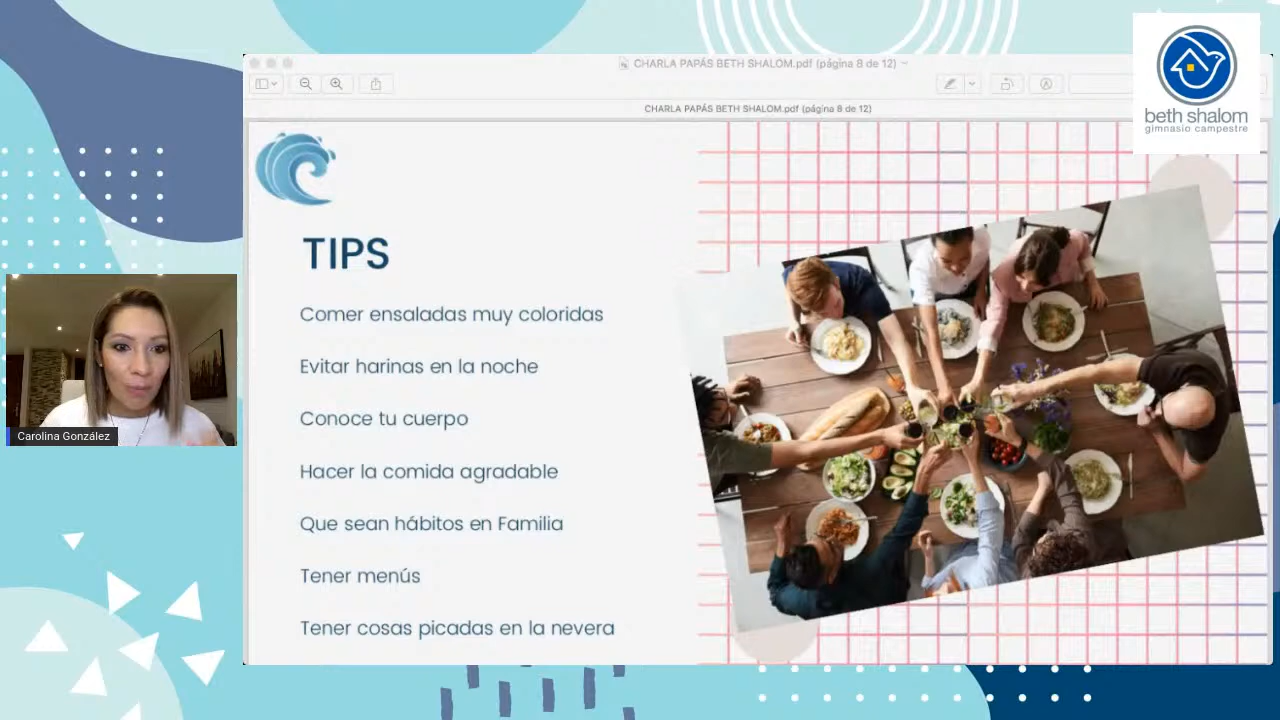 CHARLA PAPÁS BETH SHALOM.pdf (página 8 de 12)
CHARLA PAPÁS BETH SHALOM.pdf (página 8 de 12)
beth shalom
gimnasio campestre
TIPS
Comer ensaladas muy coloridas
Evitar harinas en la noche
Conoce tu cuerpo
Hacer la comida agradable
Que sean hábitos en Familia
Tener menús
Tener cosas picadas en la nevera
Carolina González